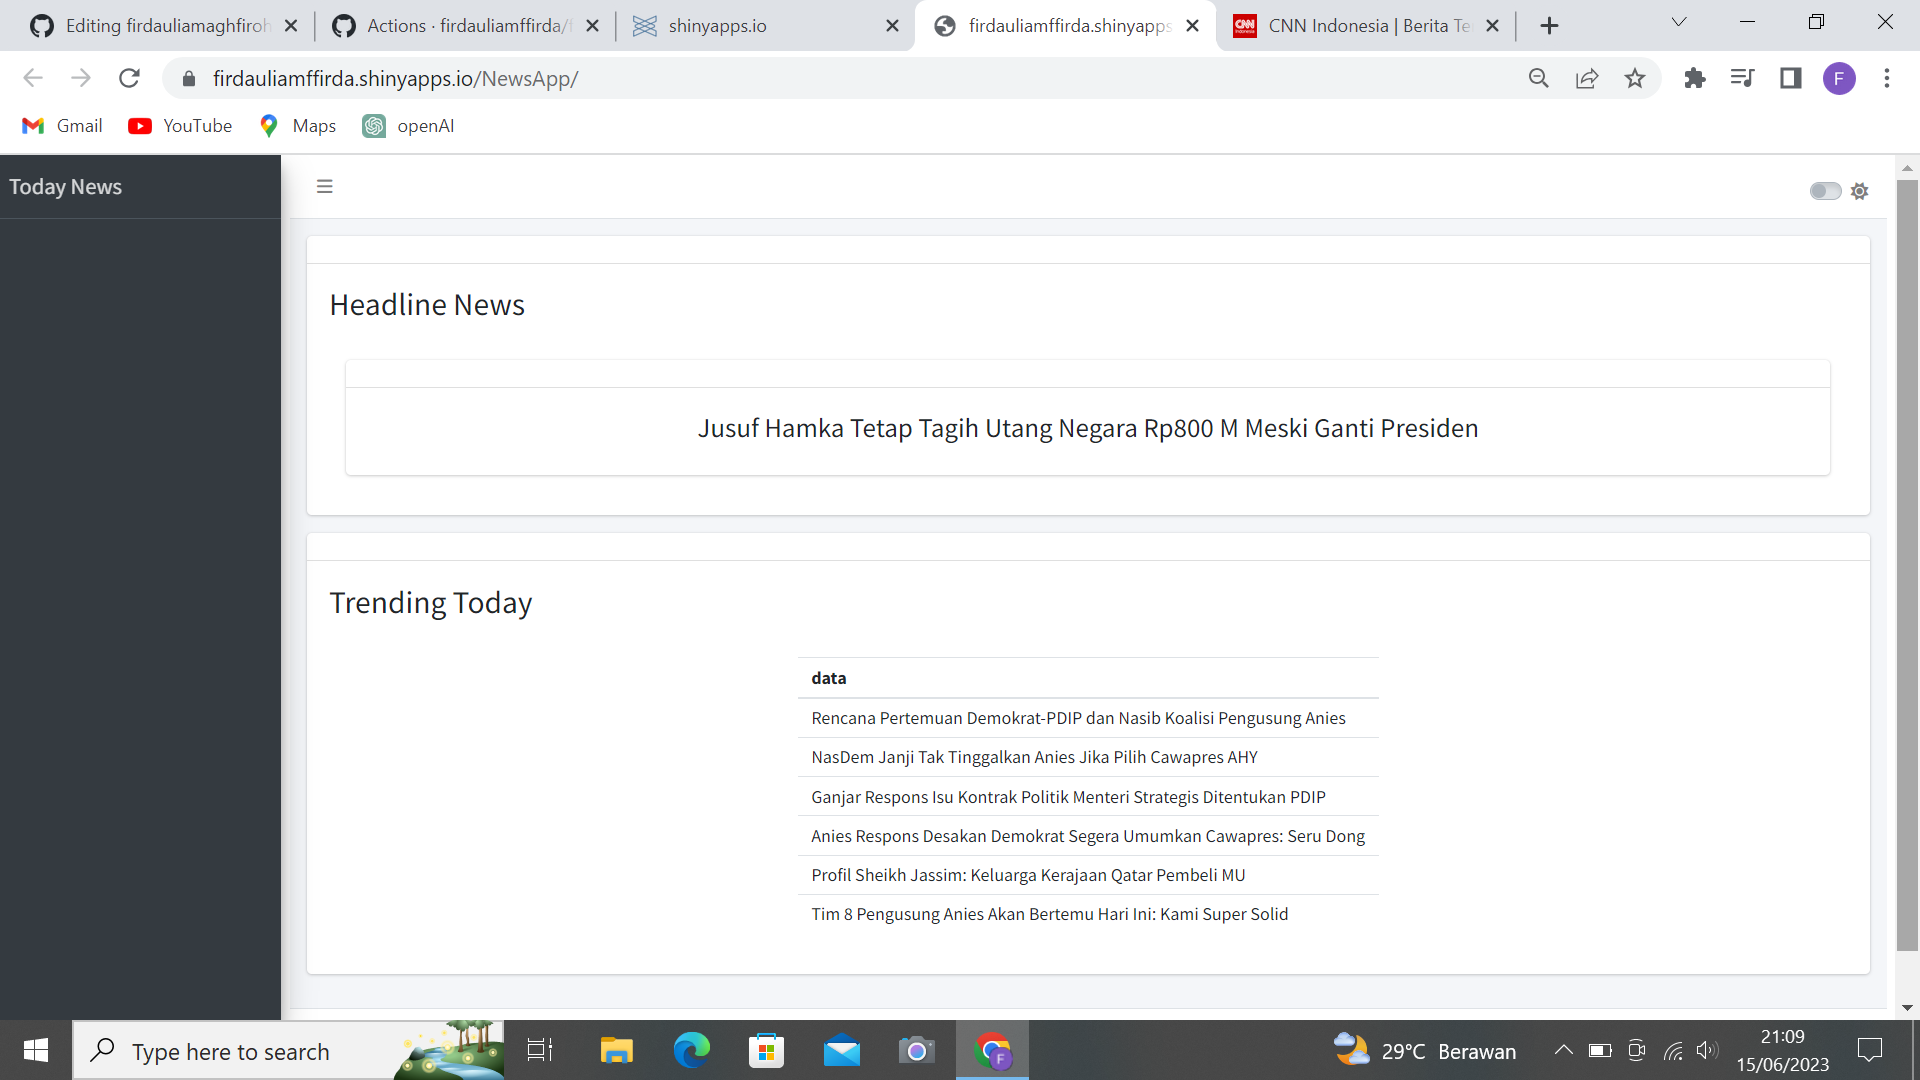 Editing firdauliamaghfiroh
Actions · firdauliamffirda/f
shinyapps.io
firdauliamffirda.shinyapps
CNN Indonesia | Berita Te
firdauliamffirda.shinyapps.io/NewsApp/
F
Gmail
YouTube
Maps
openAI
Today News
Headline News
Jusuf Hamka Tetap Tagih Utang Negara Rp800 M Meski Ganti Presiden
Trending Today
data
Rencana Pertemuan Demokrat-PDIP dan Nasib Koalisi Pengusung Anies
NasDem Janji Tak Tinggalkan Anies Jika Pilih Cawapres AHY
Ganjar Respons Isu Kontrak Politik Menteri Strategis Ditentukan PDIP
Anies Respons Desakan Demokrat Segera Umumkan Cawapres: Seru Dong
Profil Sheikh Jassim: Keluarga Kerajaan Qatar Pembeli MU
Tim 8 Pengusung Anies Akan Bertemu Hari Ini: Kami Super Solid
Type here to search
F
29°C Berawan
21:09
15/06/2023